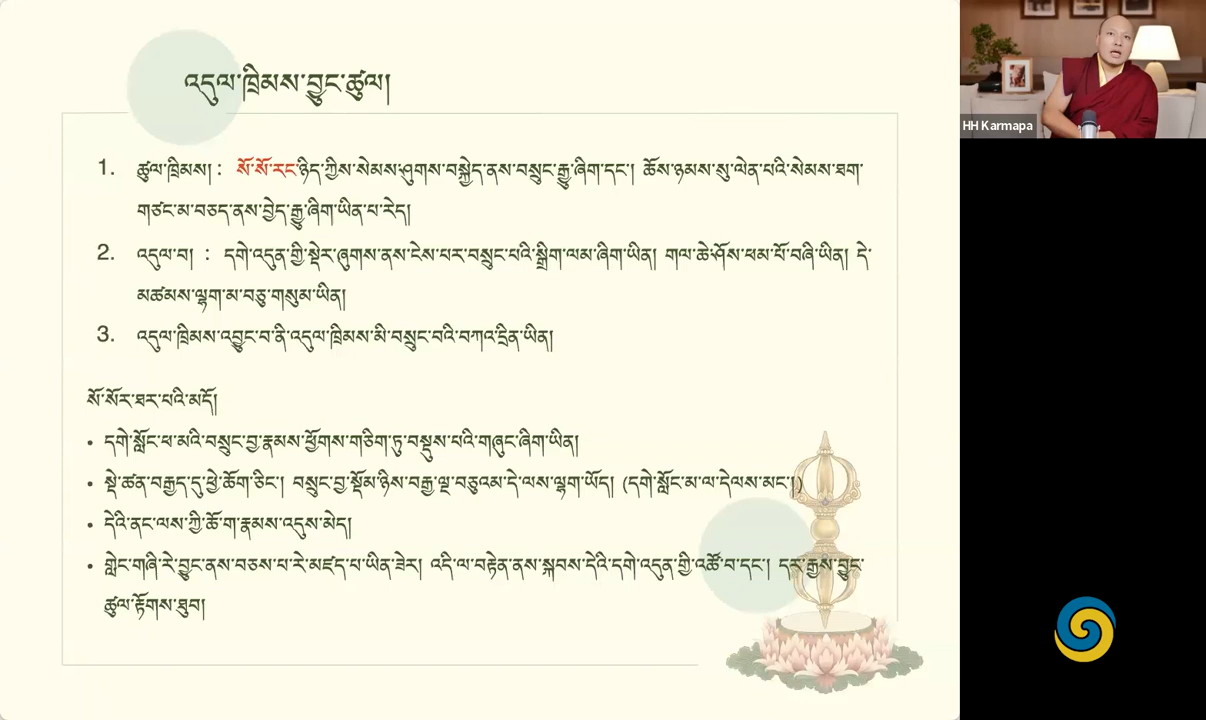 འདུལ་ཁྲིམས་བྱུང་ཚུལ།
1. ཚུལ་ཁྲིམས།: སོ་སོ་རང་ཉིད་ཀྱིས་སེམས་ཤུགས་བསྐྱེད་ནས་བསྲུང་རྒྱུ་ཞིག་དང་། ཆོས་ཉམས་སུ་ལེན་པའི་སེམས་ཐག་
གཙང་མ་བཅད་ནས་བྱེད་རྒྱུ་ཞིག་ཡིན་པ་རེད།
2. འདུལ་བ། : དགེ་འདུན་གྱི་སྡེར་ཞུགས་ནས་ངེས་པར་བསྲུང་པའི་སྒྲིག་ལམ་ཞིག་ཡིན། གལ་ཆེ་ཤོས་ཕམ་པོ་བཞི་ཡིན། དེ་
མཚམས་ལྷག་མ་བཅུ་གསུམ་ཡིན།
3. འདུལ་ཁྲིམས་འབྱུང་བ་ནི་འདུལ་ཁྲིམས་མི་བསྲུང་བའི་བཀའ་དྲིན་ཡིན།
སོ་སོར་ཐར་པའི་མདོ།
• དགེ་སློང་ཕ་མའི་བསྲུང་བྱ་རྣམས་ཕྱོགས་གཅིག་ཏུ་བསྡུས་པའི་གཞུང་ཞིག་ཡིན།
• སྡེ་ཚན་བརྒྱད་དུ་ཕྱེ་ཆོག་ཅིང་། བསྲུང་བྱ་སྡོམ་ཉིས་བརྒྱ་ལྔ་བཅུའམ་དེ་ལས་ལྷག་ཡོད། (དགེ་སློང་མ་ལ་དེལས་མང་།)
• དེའི་ནང་ལས་ཀྱི་ཆོ་ག་རྣམས་འདུས་མེད།
• གླེང་གཞི་རེ་བྱུང་ནས་བཅས་པ་རེ་མཛད་པ་ཡིན་ཟེར། འདི་ལ་བརྟེན་ནས་སྐབས་དེའི་དགེ་འདུན་གྱི་འཚོ་བ་དང་། དར་རྒྱས་བྱུང་
ཚུལ་རྟོགས་ཐུབ།
HH Karmapa